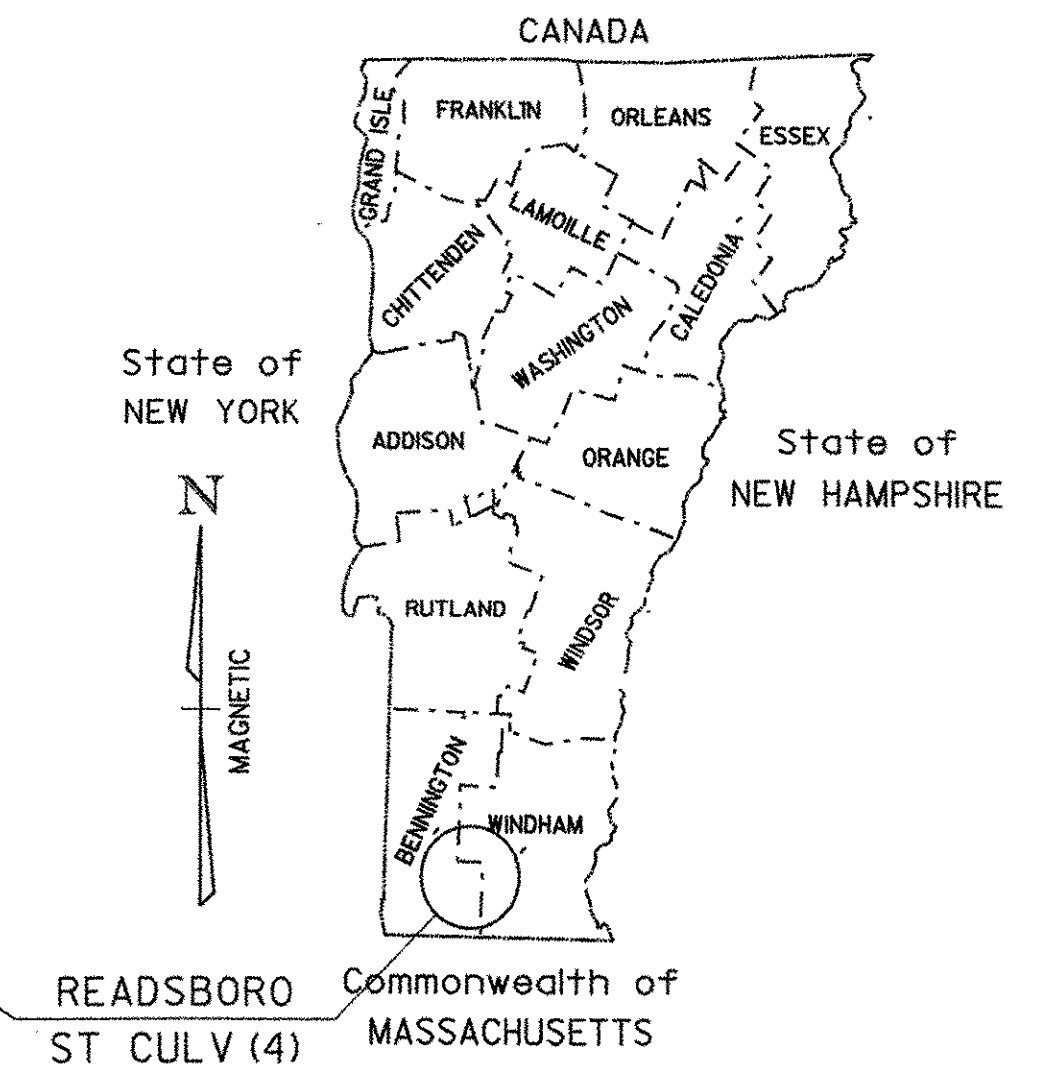 CANADA
GRAND ISLE
FRANKLIN
ORLEANS
ESSEX
LAMOILLE
CHITTENDEN
CALEDONIA
WASHINGTON
State of
NEW YORK
ADDISON
ORANGE
State of
NEW HAMPSHIRE
N
MAGNETIC
RUTLAND
WINDSOR
BENNINGTON
WINDHAM
READSBORO
ST CULV (4)
Commonwealth of
MASSACHUSETTS